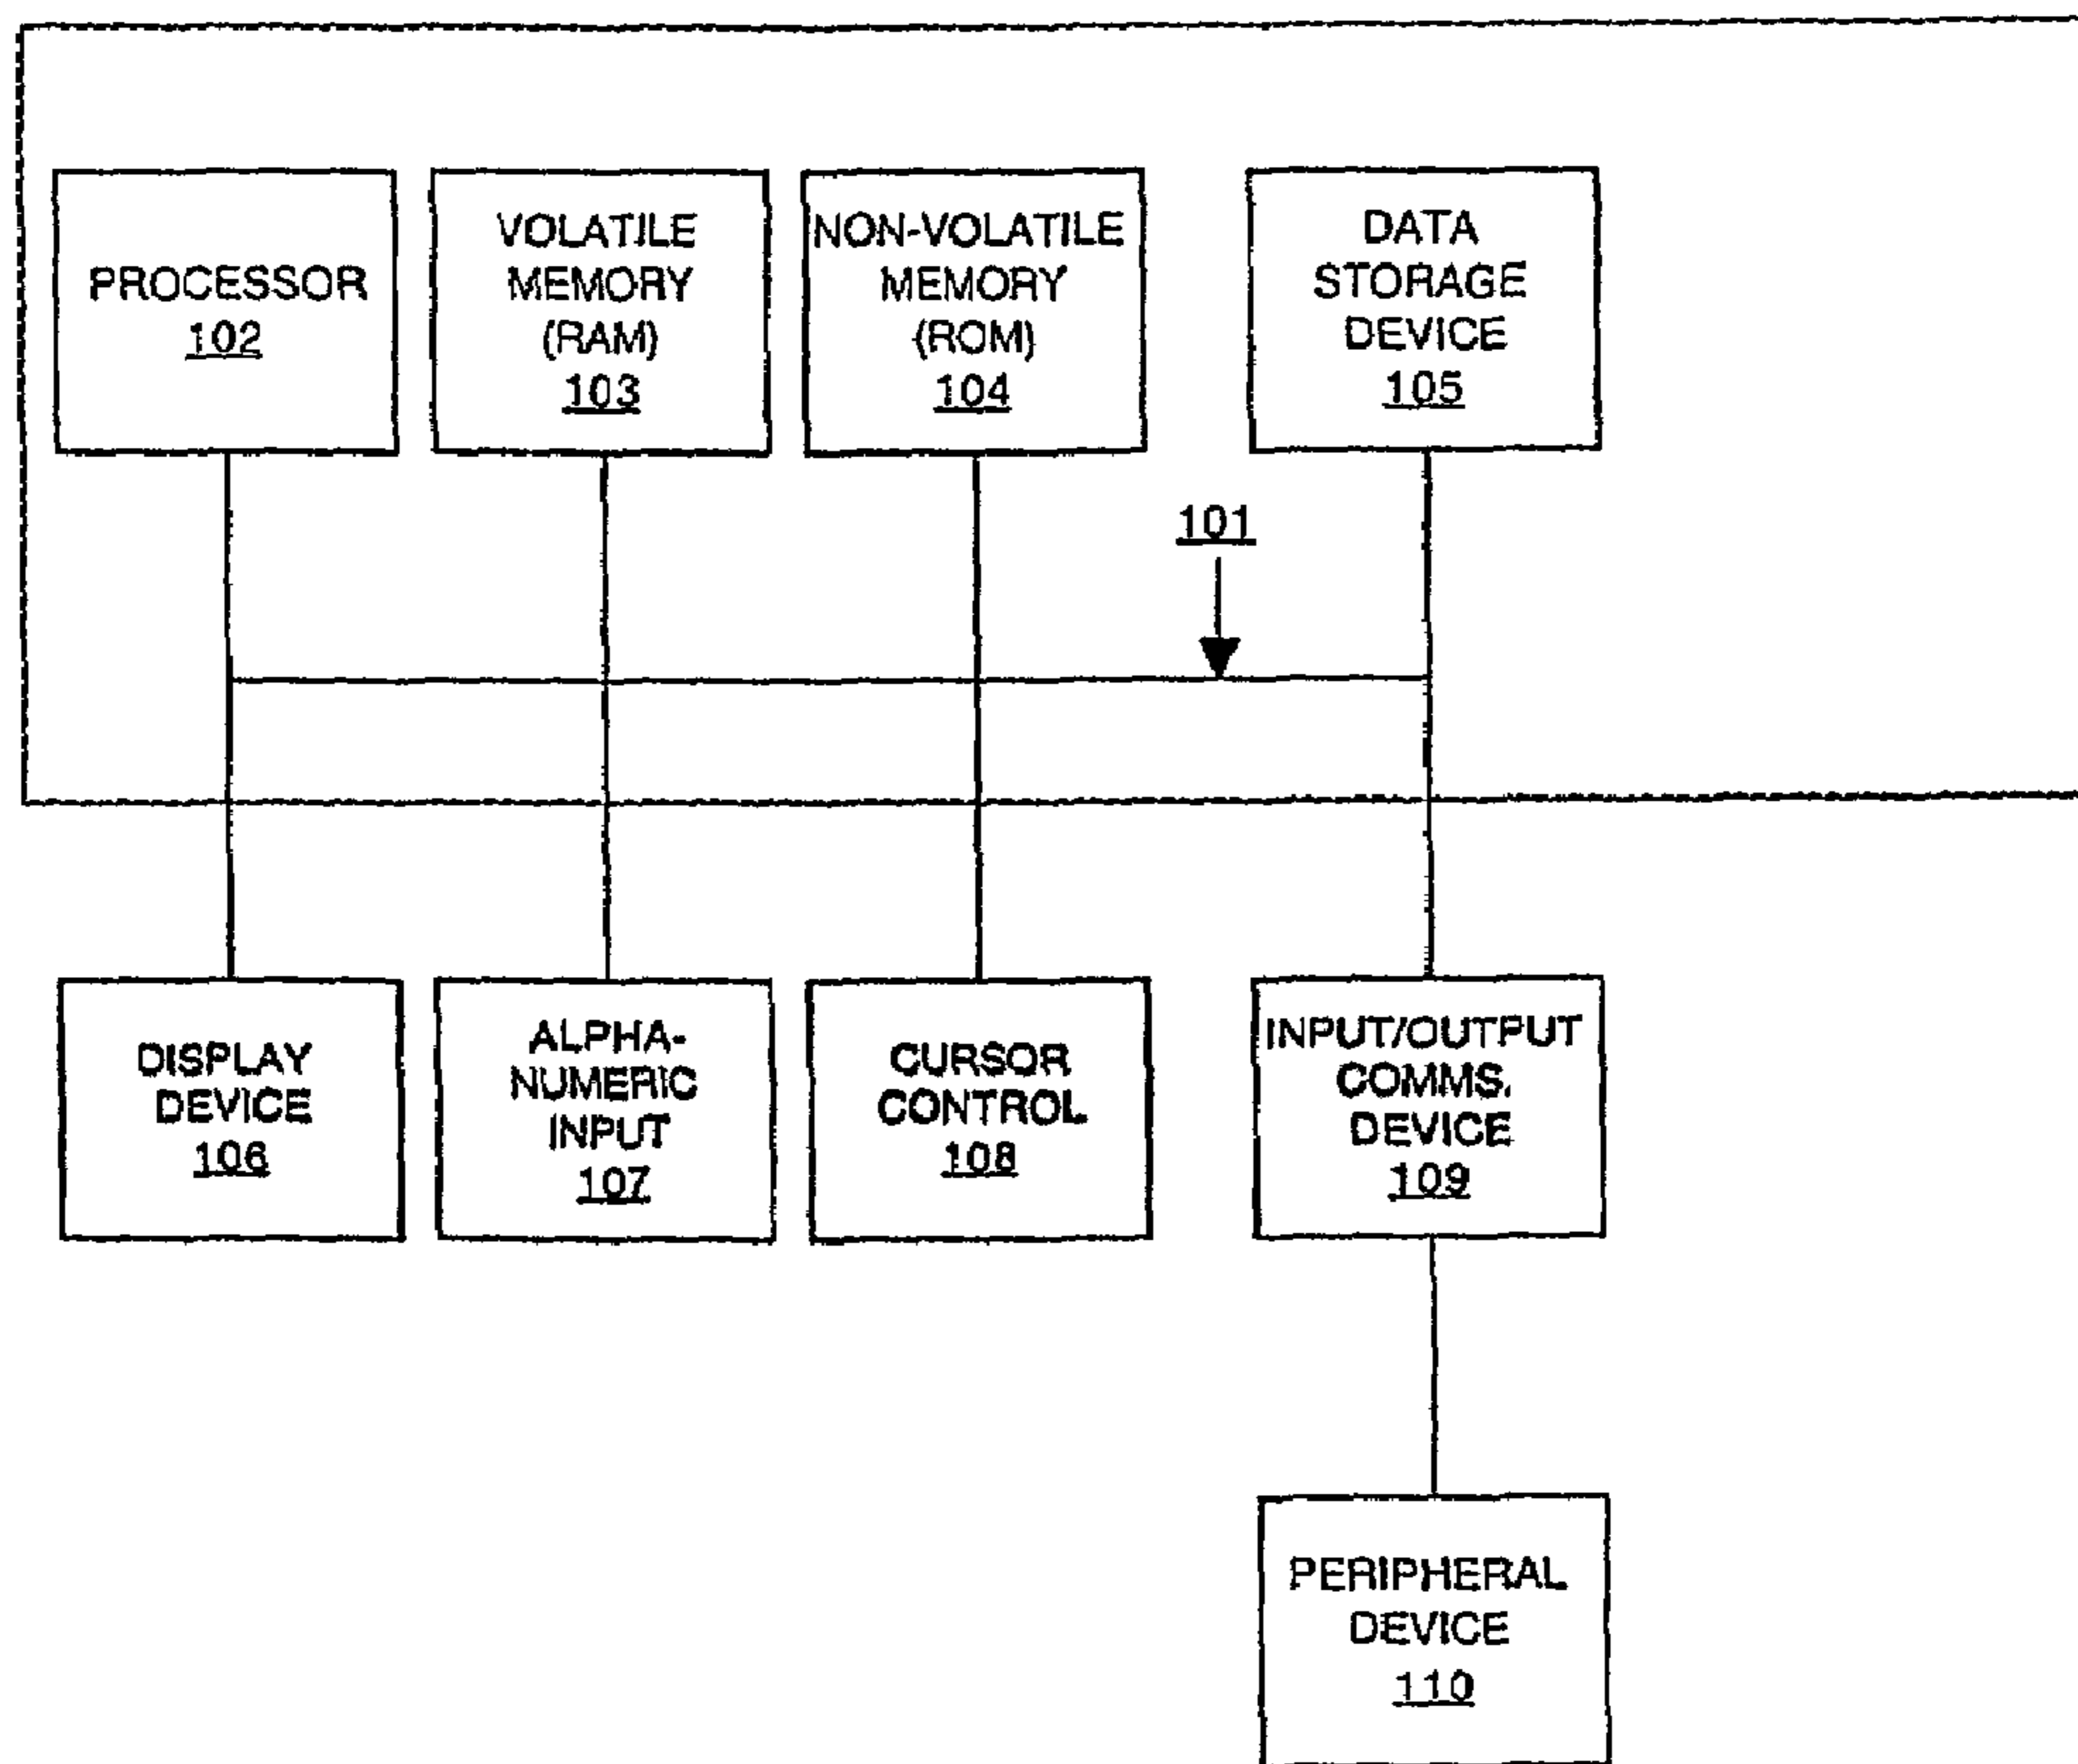 PROCESSOR
102
VOLATILE
MEMORY
(RAM)
103
NON-VOLATILE
MEMORY
(ROM)
104
DATA
STORAGE
DEVICE
105
101
DISPLAY
DEVICE
106
ALPHA-
NUMERIC
INPUT
107
CURSOR
CONTROL
108
INPUT/OUTPUT
COMMS.
DEVICE
109
PERIPHERAL
DEVICE
110